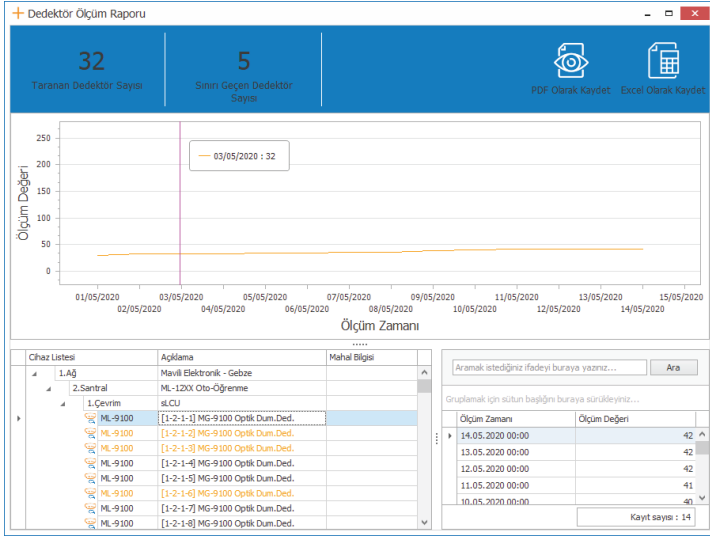 Dedektör Ölçüm Raporu
32
Taranan Dedektör Sayısı
5
Sınırı Geçen Dedektör
Sayısı
PDF Olarak Kaydet
Excel Olarak Kaydet
Ölçüm Değeri
250
200
150
100
50
0
03/05/2020 : 32
01/05/2020 03/05/2020 05/05/2020 07/05/2020 09/05/2020 11/05/2020 13/05/2020 15/05/2020
02/05/2020 04/05/2020 06/05/2020 08/05/2020 10/05/2020 12/05/2020 14/05/2020
Ölçüm Zamanı
Cihaz Listesi Açıklama Mahal Bilgisi
1.Ağ Mavili Elektronik - Gebze
2.Santral ML-12XX Oto-Öğrenme
1.Çevrim sLCU
ML-9100 [1-2-1-1] MG-9100 Optik Dum.Ded.
ML-9100 [1-2-1-2] MG-9100 Optik Dum.Ded.
ML-9100 [1-2-1-3] MG-9100 Optik Dum.Ded.
ML-9100 [1-2-1-4] MG-9100 Optik Dum.Ded.
ML-9100 [1-2-1-5] MG-9100 Optik Dum.Ded.
ML-9100 [1-2-1-6] MG-9100 Optik Dum.Ded.
ML-9100 [1-2-1-7] MG-9100 Optik Dum.Ded.
ML-9100 [1-2-1-8] MG-9100 Optik Dum.Ded.
Aramak istediğiniz ifadeyi buraya yazınız... Ara
Gruplamak için sütun başlığını buraya sürükleyiniz...
Ölçüm Zamanı Ölçüm Değeri
14.05.2020 00:00 42
13.05.2020 00:00 42
12.05.2020 00:00 42
11.05.2020 00:00 41
10.05.2020 00:00 40
Kayıt sayısı : 14